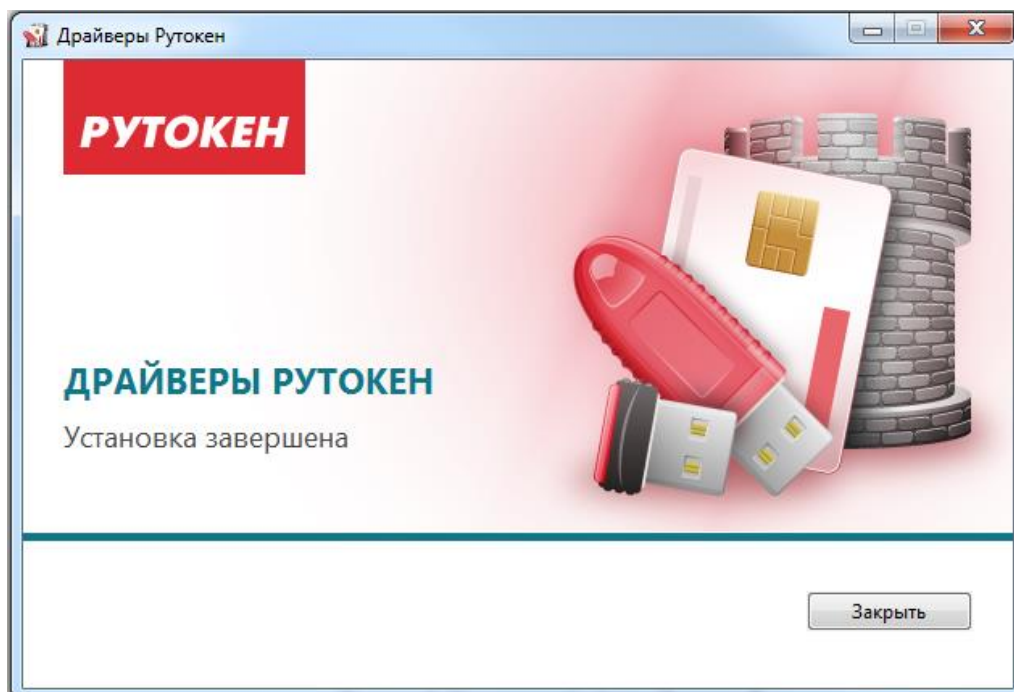 Драйверы Рутокен
РУТОКЕН
ДРАЙВЕРЫ РУТОКЕН
Установка завершена
Закрыть